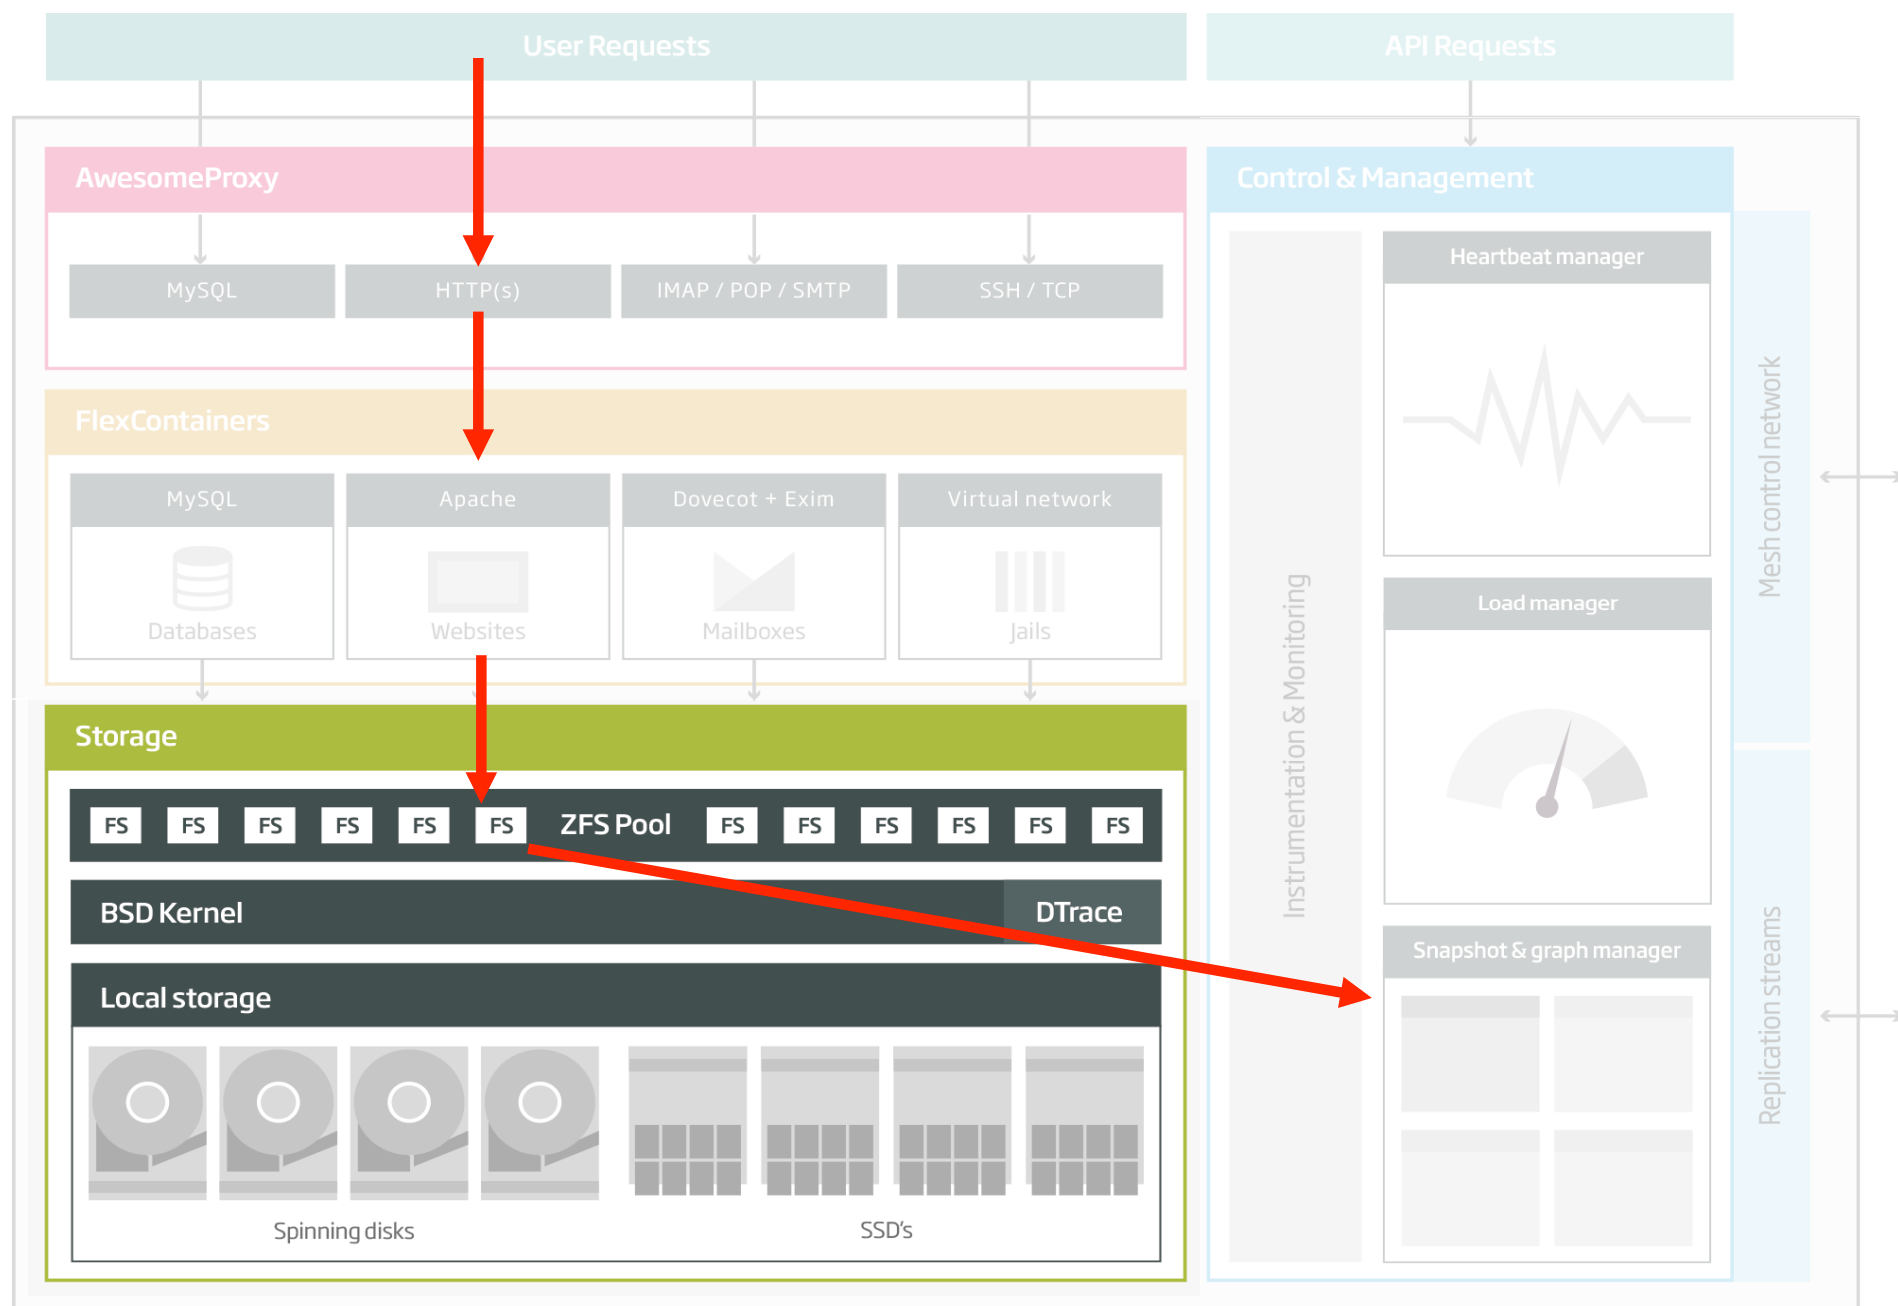 User Requests
API Requests
AwesomeProxy
MySQL
HTTP(s)
IMAP / POP / SMTP
SSH / TCP
FlexContainers
MySQL
Apache
Dovecot + Exim
Virtual network
Databases
Websites
Mailboxes
Jails
Storage
FS FS FS FS FS FS ZFS Pool FS FS FS FS FS FS
BSD Kernel
DTrace
Local storage
Spinning disks
SSD's
Control & Management
Instrumentation & Monitoring
Heartbeat manager
Load manager
Snapshot & graph manager
Mesh control network
Replication streams